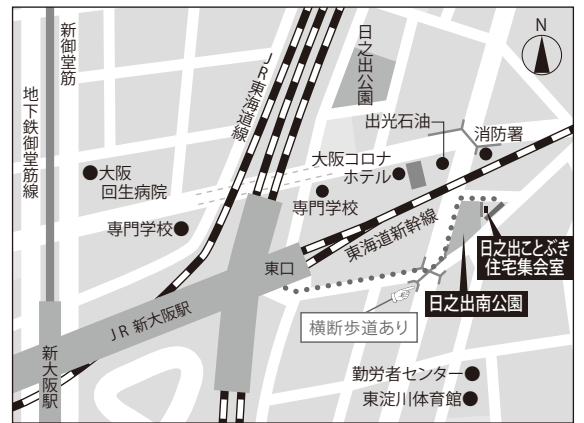 新御堂筋
地下鉄御堂筋線
JR東海道線
日之出公園
N
出光石油
消防署
大阪
回生病院
大阪コロナ
ホテル
専門学校
専門学校
東海道新幹線
東口
日之出ことぶき
住宅集会室
日之出南公園
JR 新大阪駅
横断歩道あり
新大阪駅
勤労者センター
東淀川体育館